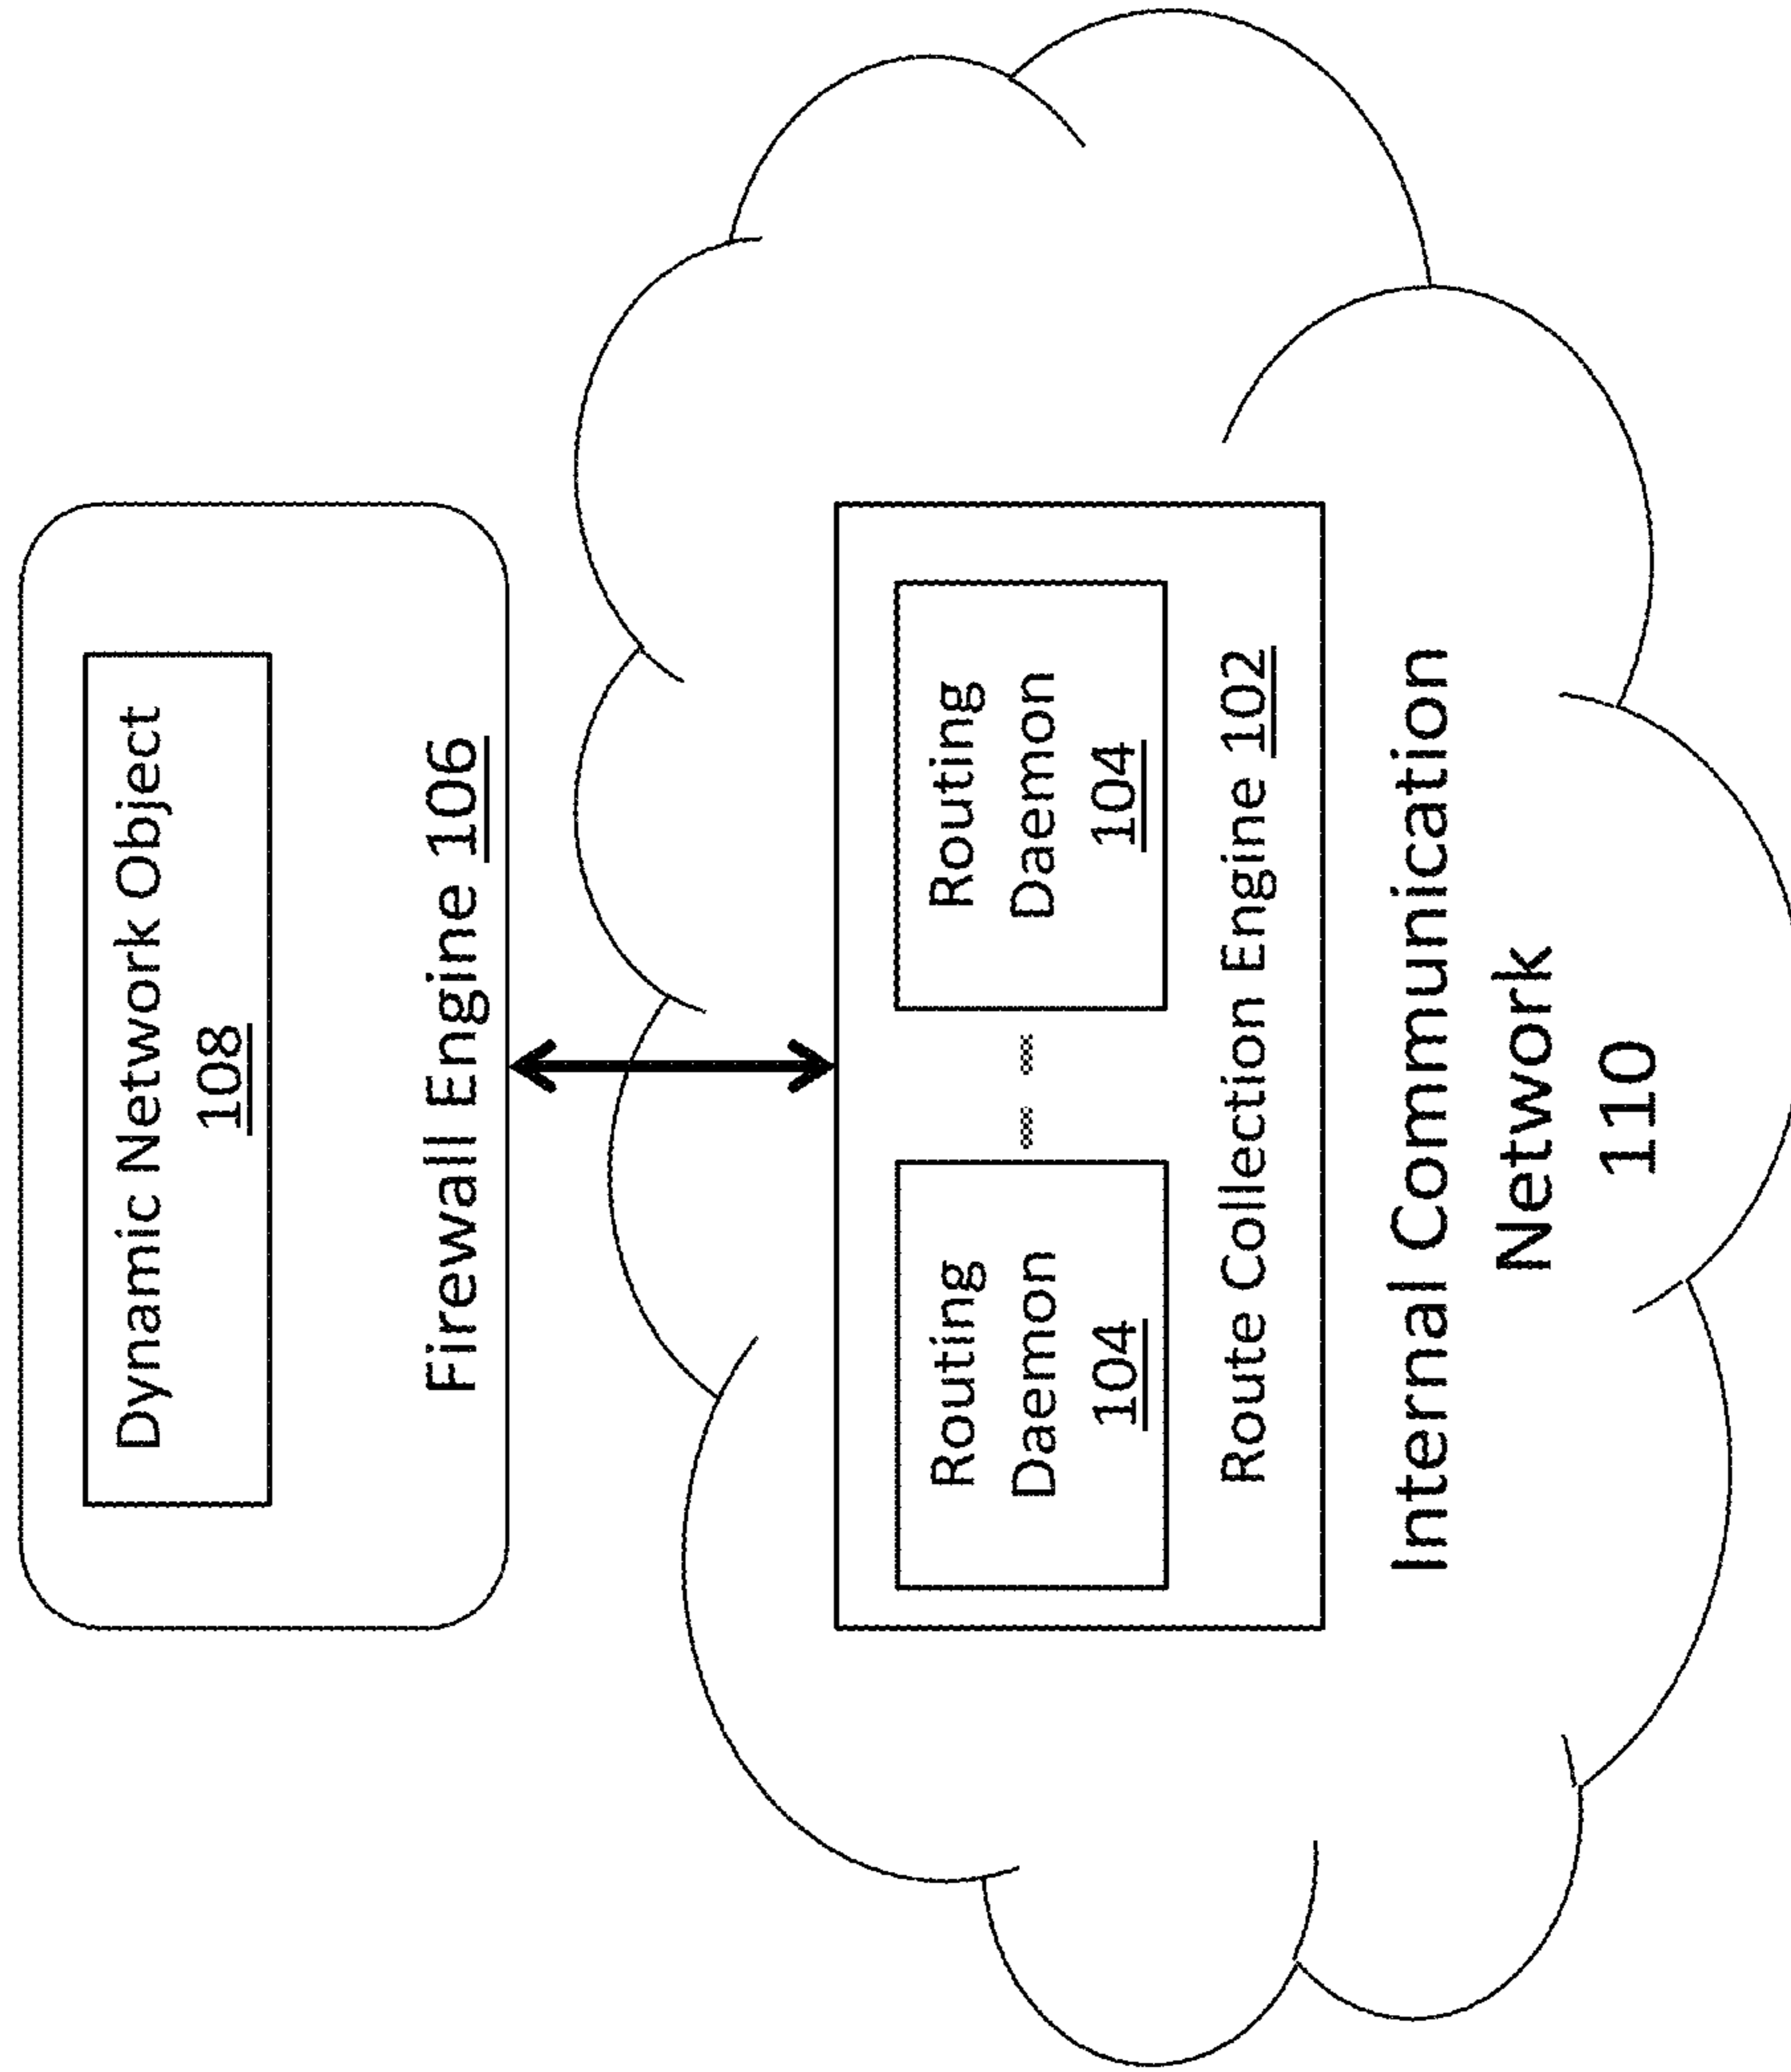 Dynamic Network Object
108
Firewall Engine 106
Routing
Daemon
104
Routing
Daemon
104
Route Collection Engine 102
Internal Communication
Network
110